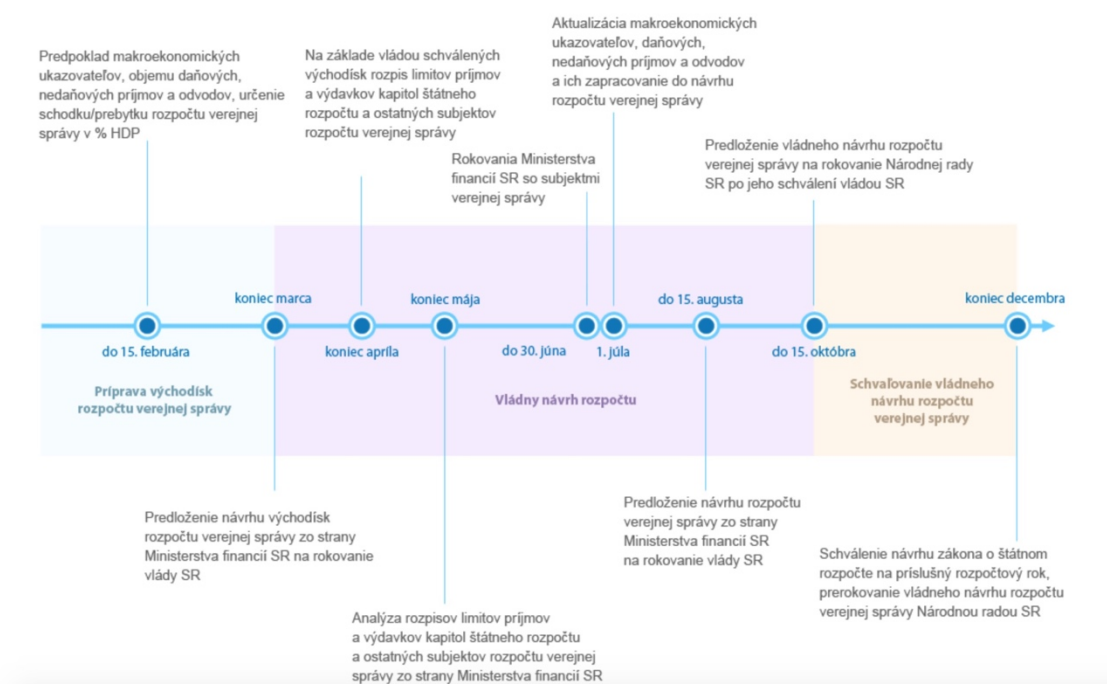 Aktualizácia makroekonomických
ukazovateľov, daňových,
nedaňových príjmov a odvodov
a ich zapracovanie do návrhu
rozpočtu verejnej správy
Predpoklad makroekonomických
ukazovateľov, objemu daňových,
nedaňových príjmov a odvodov, určenie
schodku/prebytku rozpočtu verejnej
správy v % HDP
Na základe vládou schválených
východísk rozpis limitov príjmov
a výdavkov kapitol štátneho
rozpočtu a ostatných subjektov
rozpočtu verejnej správy
Rokovania Ministerstva
financií SR so subjektmi
verejnej správy
Predloženie vládneho návrhu rozpočtu
verejnej správy na rokovanie Národnej rady
SR po jeho schválení vládou SR
koniec marca
koniec mája
do 15. augusta
koniec decembra
do 15. februára
koniec apríla
do 30. júna
1. júla
do 15. októbra
Príprava východísk
rozpočtu verejnej správy
Vládny návrh rozpočtu
Schvaľovanie vládneho
návrhu rozpočtu
verejnej správy
Predloženie návrhu východísk
rozpočtu verejnej správy zo strany
Ministerstva financií SR na rokovanie
vlády SR
Predloženie návrhu rozpočtu
verejnej správy zo strany
Ministerstva financií SR
na rokovanie vlády SR
Schválenie návrhu zákona o štátnom
rozpočte na príslušný rozpočtový rok,
prerokovanie vládneho návrhu rozpočtu
verejnej správy Národnou radou SR
Analýza rozpisov limitov príjmov
a výdavkov kapitol štátneho rozpočtu
a ostatných subjektov rozpočtu verejnej
správy zo strany Ministerstva financií SR